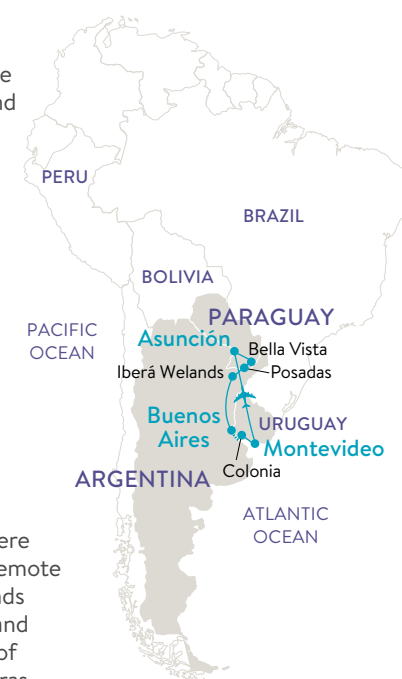 e
nd
PERU
BRAZIL
BOLIVIA
PACIFIC
OCEAN
PARAGUAY
Asunción
Bella Vista
Iberá Welands
Posadas
Buenos
Aires
URUGUAY
Montevideo
Colonia
ARGENTINA
ATLANTIC
OCEAN
ere
emote
nds
and
of
ras